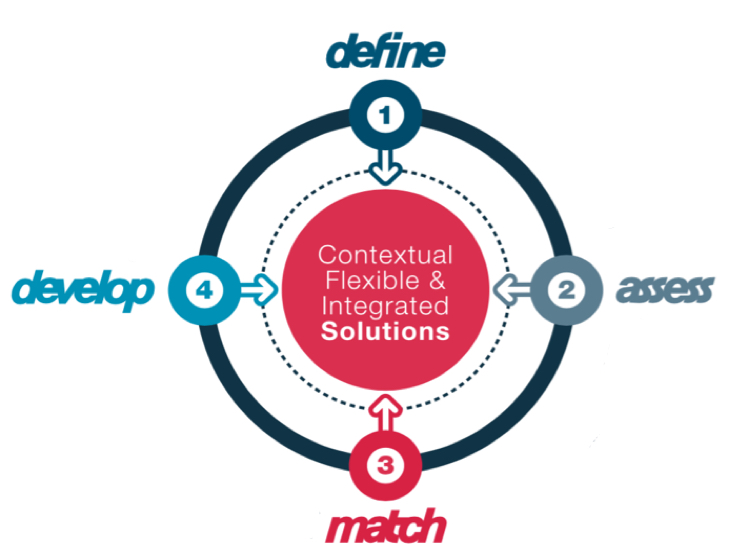 define
1
Contextual
Flexible &
Integrated
Solutions
develop
4
2
assess
3
match